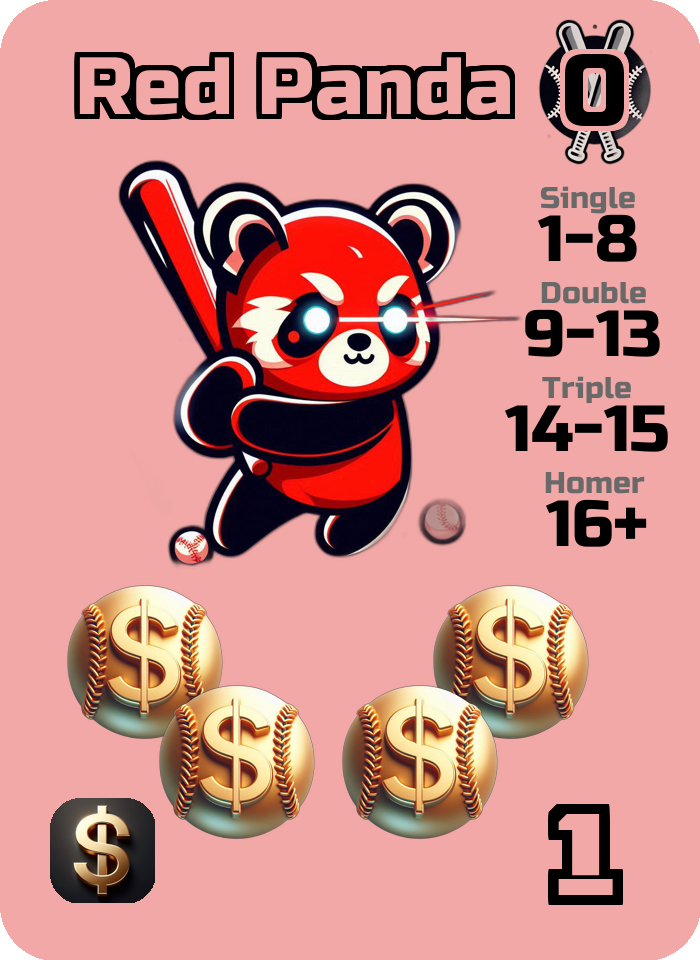 Red Panda 0
Single
1-8
Double
9-13
Triple
14-15
Homer
16+
$ $
$ $
$ 1